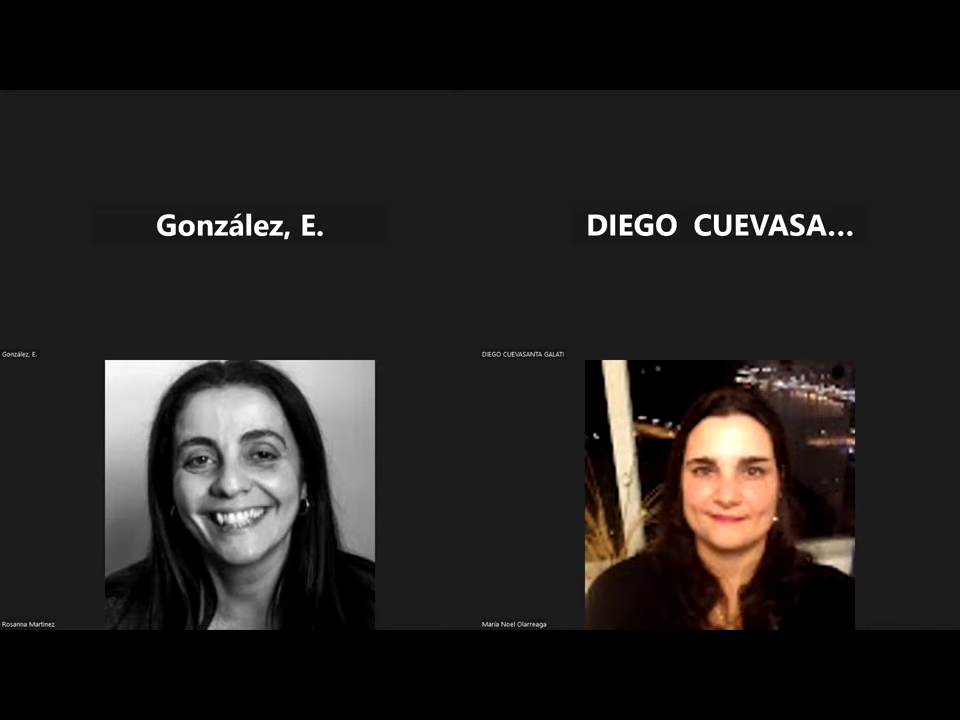 González, E.
DIEGO CUEVASA...
González, E.
DIEGO CUEVASANTA GALATI
Rosanna Martinez
María Noel Olarreaga